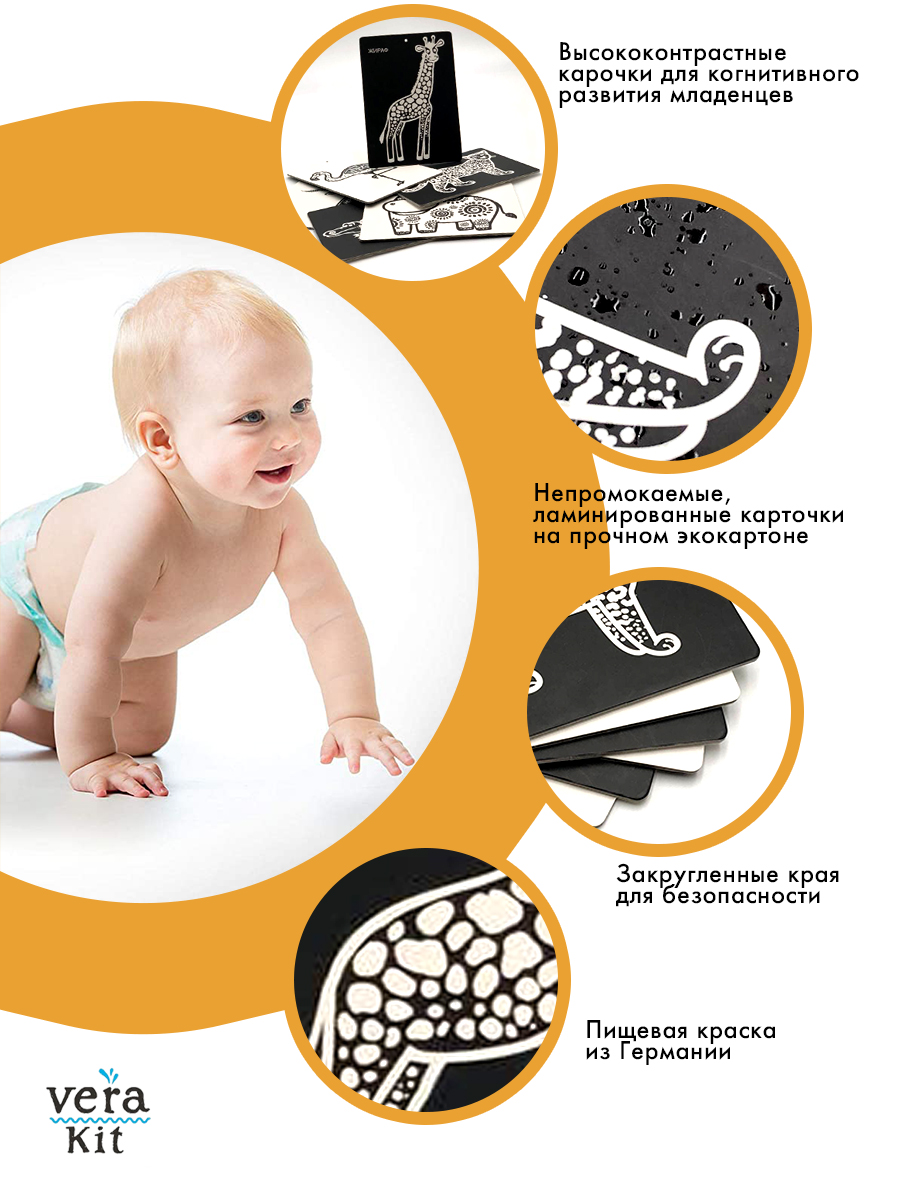 ЖИРАФ
Высококонтрастные
карочки для когнитивного
развития младенцев
Непромокаемые,
ламинированные карточки
на прочном экокартоне
Закругленные края
для безопасности
Пищевая краска
из Германии
vera
kit